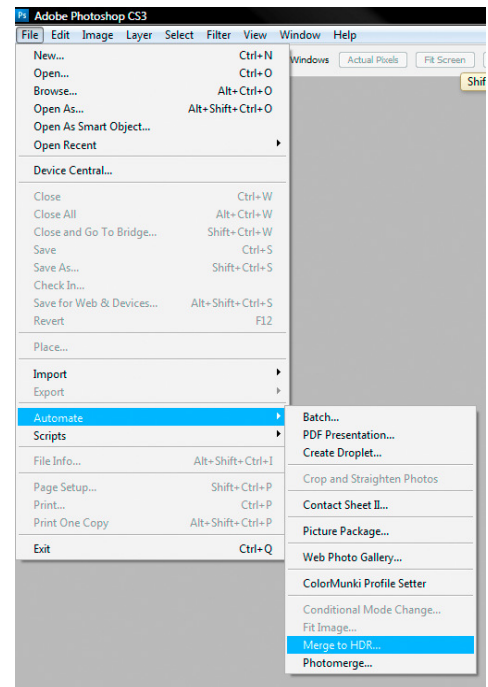 Ps Adobe Photoshop CS3
File Edit Image Layer Select Filter View Window Help
Windows Actual Pixels Fit Screen
Shif
New... Ctrl+N
Open... Ctrl+O
Browse... Alt+Ctrl+O
Open As... Alt+Shift+Ctrl+O
Open As Smart Object...
Open Recent
Device Central...
Close Ctrl+W
Close All Alt+Ctrl+W
Close and Go To Bridge... Shift+Ctrl+W
Save Ctrl+S
Save As... Shift+Ctrl+S
Check In...
Save for Web & Devices... Alt+Shift+Ctrl+S
Revert F12
Place...
Import
Export
Automate
Scripts
File Info... Alt+Shift+Ctrl+I
Page Setup... Shift+Ctrl+P
Print... Ctrl+P
Print One Copy Alt+Shift+Ctrl+P
Exit Ctrl+Q
Batch...
PDF Presentation...
Create Droplet...
Crop and Straighten Photos
Contact Sheet II...
Picture Package...
Web Photo Gallery...
ColorMunki Profile Setter
Conditional Mode Change...
Fit Image...
Merge to HDR...
Photomerge...